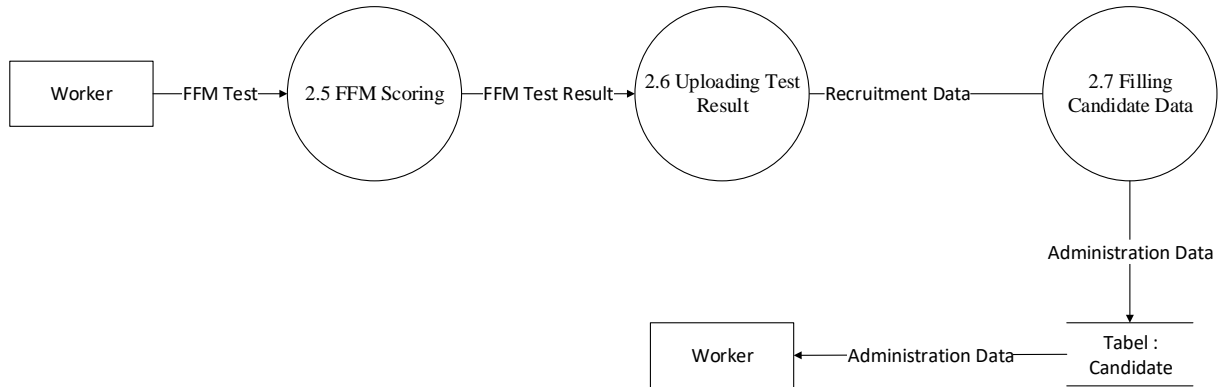 Worker
FFM Test
2.5 FFM Scoring
FFM Test Result
2.6 Uploading Test
Result
Recruitment Data
2.7 Filling
Candidate Data
Administration Data
Worker
Administration Data
Tabel :
Candidate